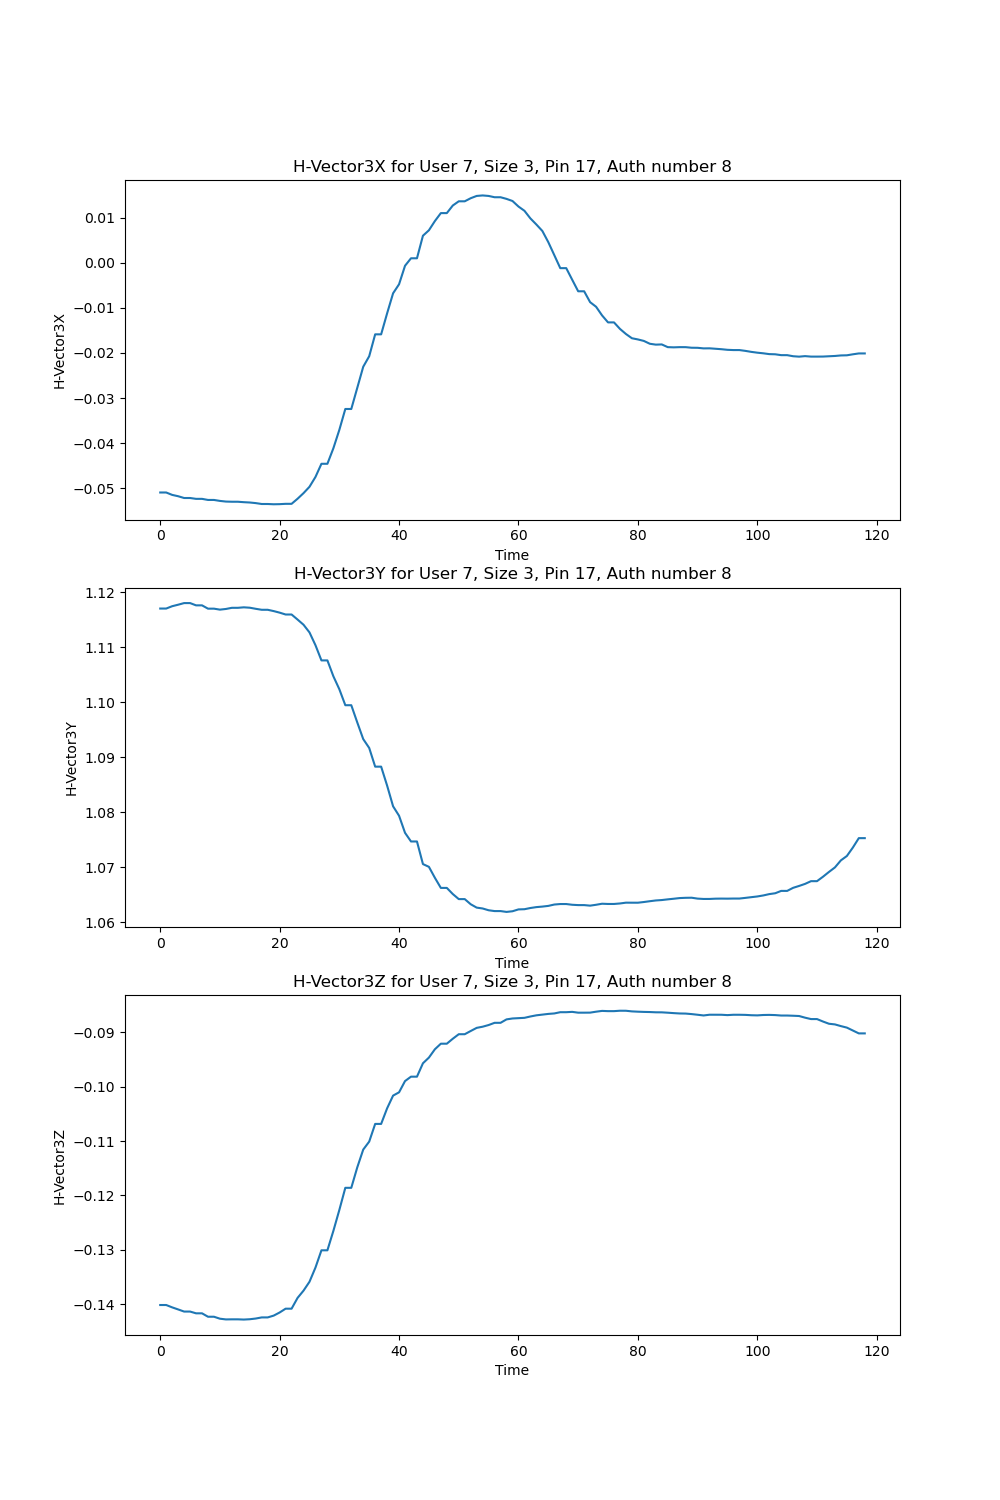 H-Vector3X for User 7, Size 3, Pin 17, Auth number 8
0.01
0.00
−0.01
−0.02
−0.03
−0.04
−0.05
H-Vector3X
0 20 40 60 80 100 120
Time
H-Vector3Y for User 7, Size 3, Pin 17, Auth number 8
1.12
1.11
1.10
1.09
1.08
1.07
1.06
H-Vector3Y
0 20 40 60 80 100 120
Time
H-Vector3Z for User 7, Size 3, Pin 17, Auth number 8
−0.09
−0.10
−0.11
−0.12
−0.13
−0.14
H-Vector3Z
0 20 40 60 80 100 120
Time